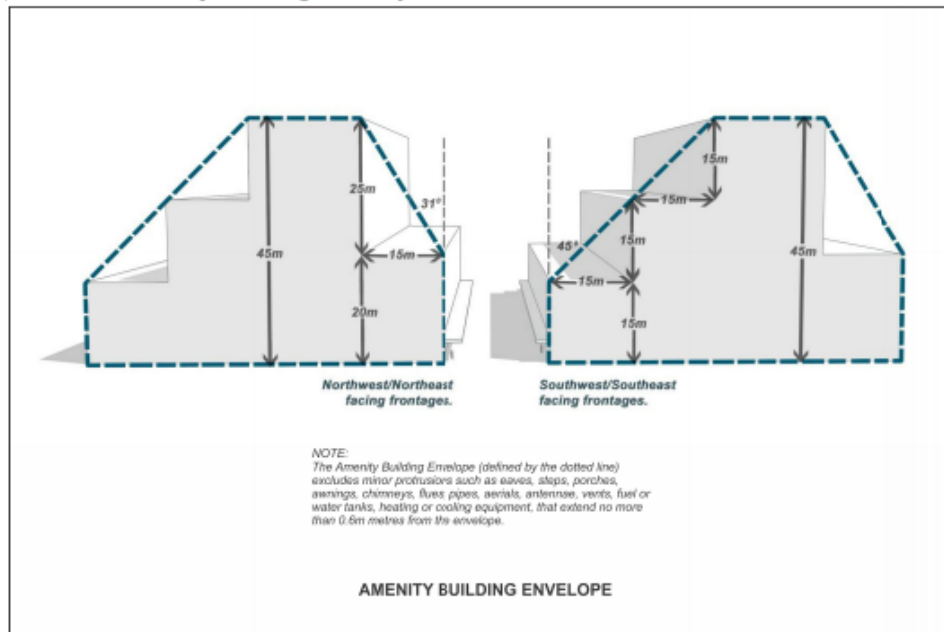 45m
25m
31°
15m
20m
15m
15m
15m
45°
15m
15m
45m
Northwest/Northeast
facing frontages.
Southwest/Southeast
facing frontages.
NOTE:
The Amenity Building Envelope (defined by the dotted line)
excludes minor protrusions such as eaves, steps, porches,
awnings, chimneys, flues pipes, aerials, antennae, vents, fuel or
water tanks, heating or cooling equipment, that extend no more
than 0.6m metres from the envelope.
AMENITY BUILDING ENVELOPE